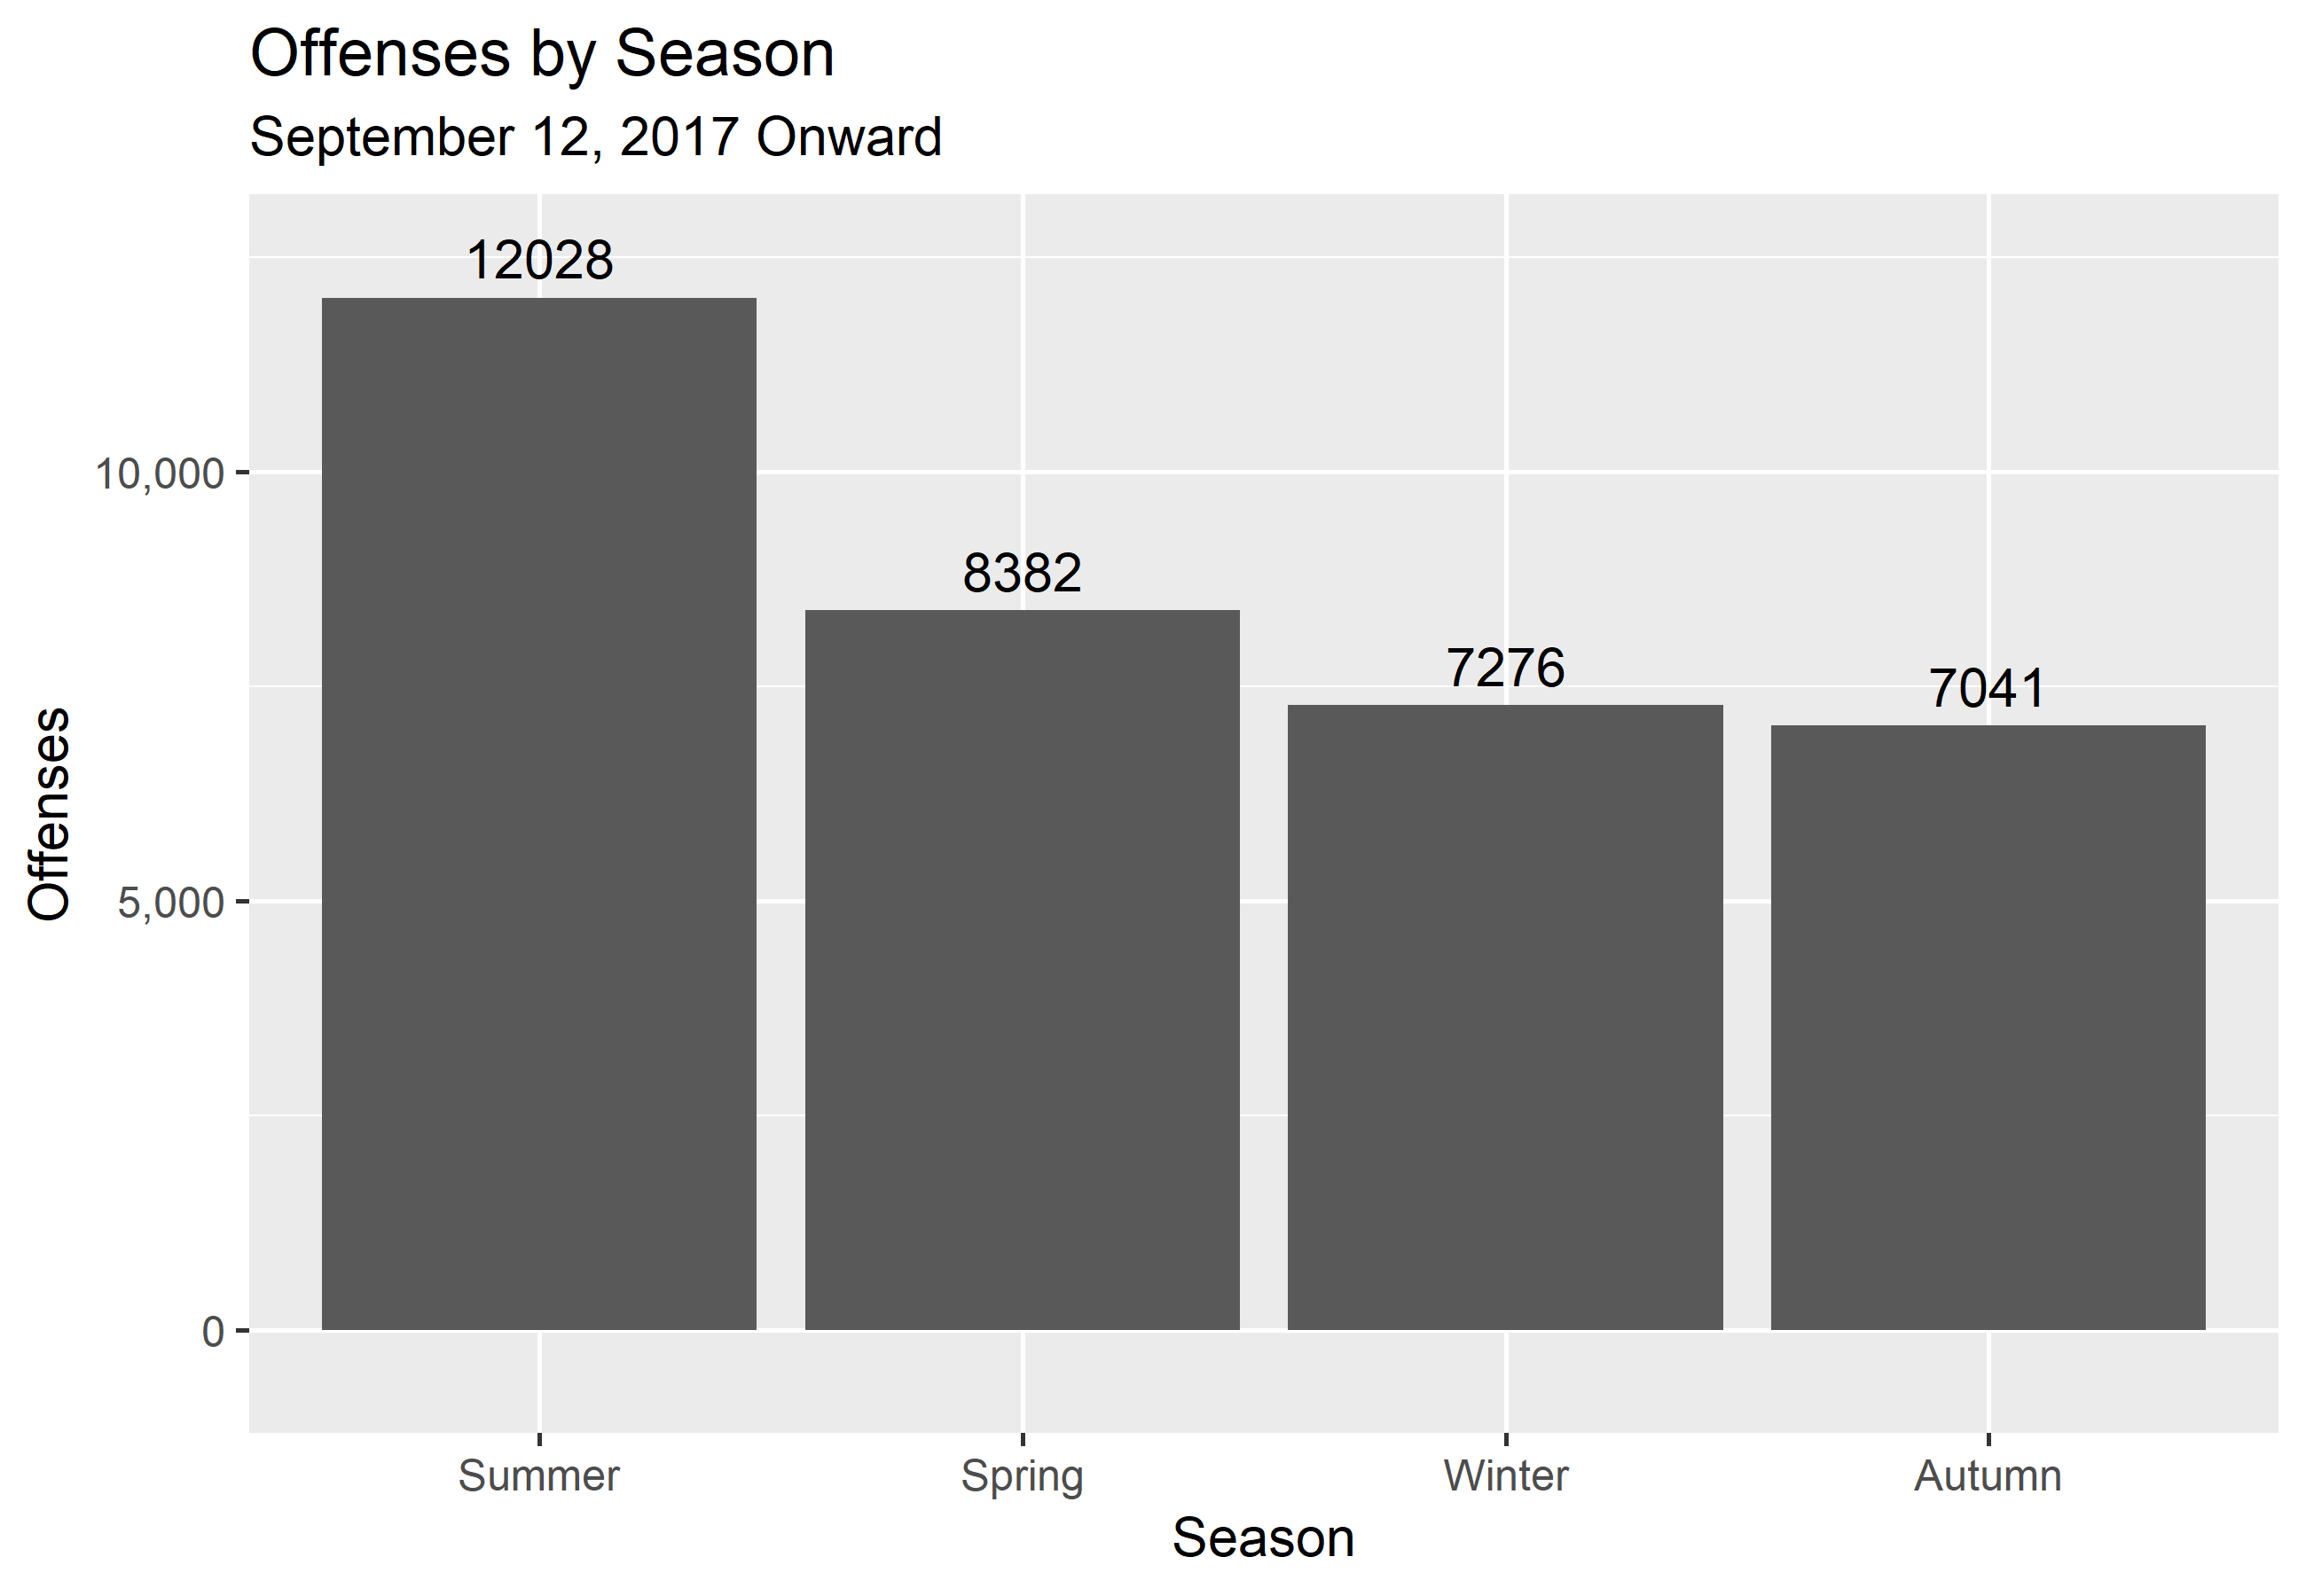 Offenses by Season
September 12, 2017 Onward
12028
8382
7276
7041
10,000
5,000
0
Offenses
Summer
Spring
Winter
Autumn
Season